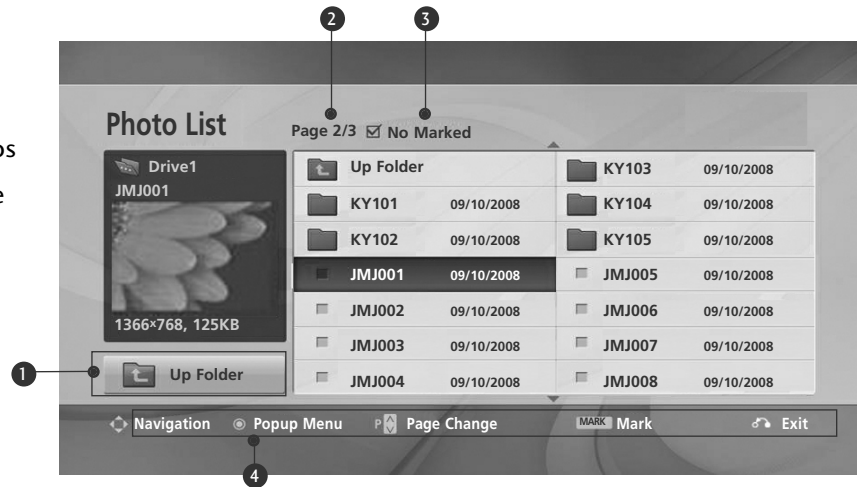 2 3
os
e
Photo List
Page 2/3 No Marked
Drive1
JMJ001
1366×768, 125KB
1
Up Folder
Up Folder
KY101 09/10/2008
KY102 09/10/2008
JMJ001 09/10/2008
JMJ002 09/10/2008
JMJ003 09/10/2008
JMJ004 09/10/2008
KY103 09/10/2008
KY104 09/10/2008
KY105 09/10/2008
JMJ005 09/10/2008
JMJ006 09/10/2008
JMJ007 09/10/2008
JMJ008 09/10/2008
Navigation Popup Menu P Page Change MARK Mark Exit
4